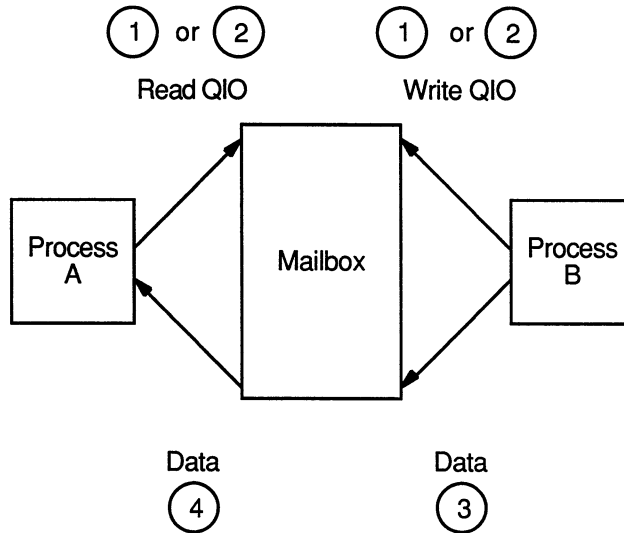 1 or 2
1 or 2
Read QIO
Write QIO
Process
A
Mailbox
Process
B
Data
Data
4
3